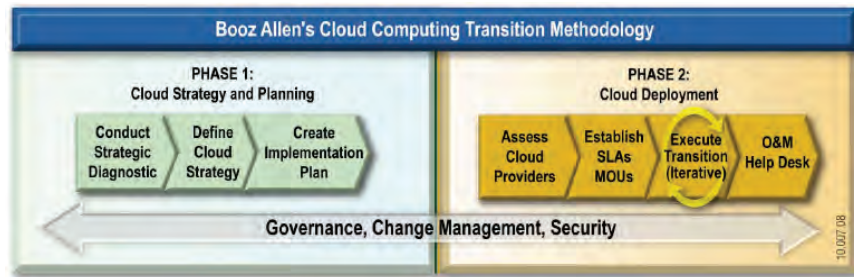 Booz Allen's Cloud Computing Transition Methodology
PHASE 1:
Cloud Strategy and Planning
Conduct
Strategic
Diagnostic
Define
Cloud
Strategy
Create
Implementation
Plan
PHASE 2:
Cloud Deployment
Assess
Cloud
Providers
Establish
SLAs
MOUs
Execute
Transition
(Iterative)
O&M
Help Desk
Governance, Change Management, Security
10.007.08